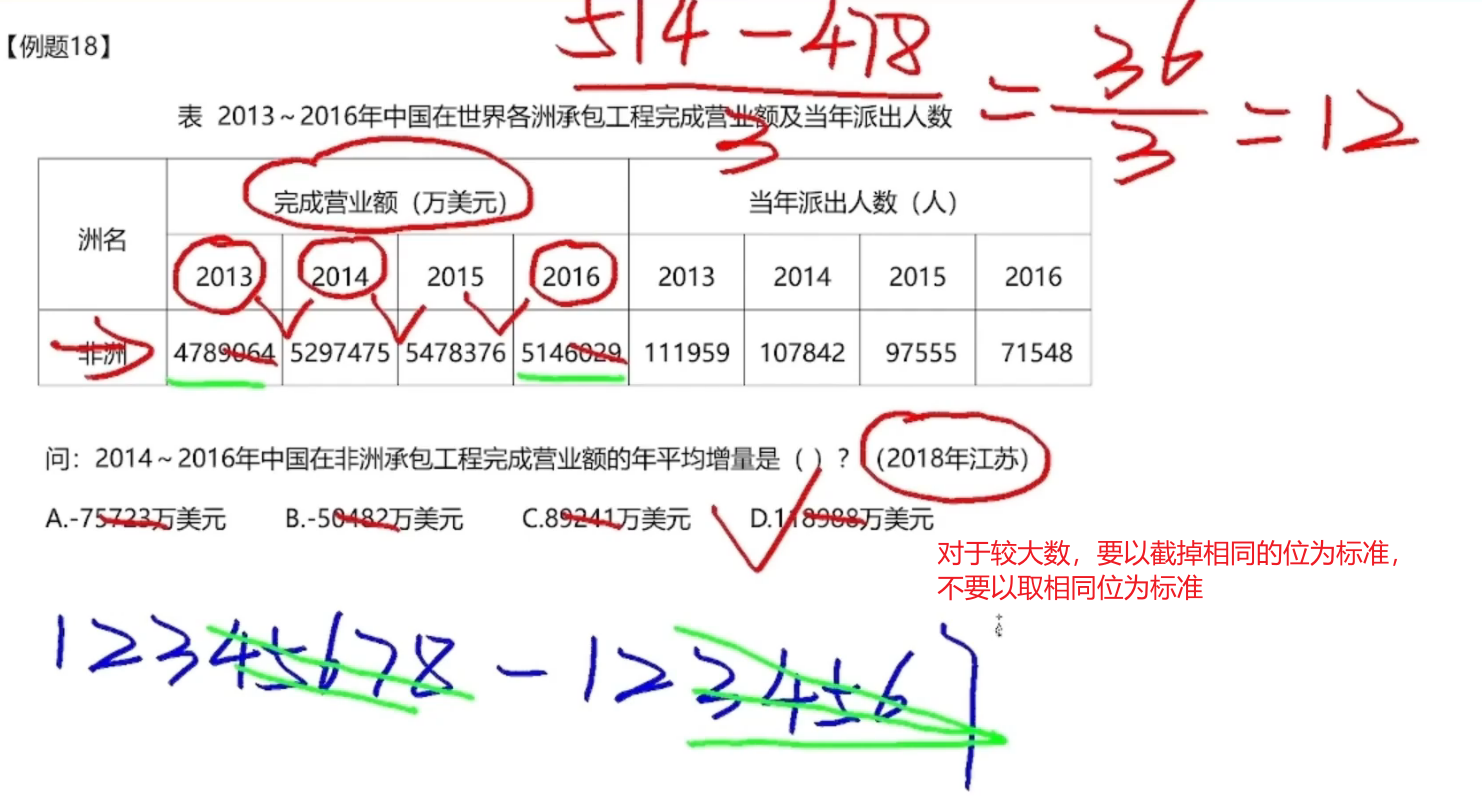 【例题18】
514-478
3
=
36
3
=12
表 2013~2016年中国在世界各洲承包工程完成营业额及当年派出人数
洲名 完成营业额（万美元） 当年派出人数（人）
2013 2014 2015 2016 2013 2014 2015 2016
非洲 4789064 5297475 5478376 5146029 111959 107842 97555 71548
问：2014~2016年中国在非洲承包工程完成营业额的年平均增量是（ ）？（2018年江苏）
A.-75723万美元 B.-50482万美元 C.89241万美元 D.118988万美元
对于较大数，要以截掉相同的位为标准，
不要以取相同位为标准
12345678-1234567